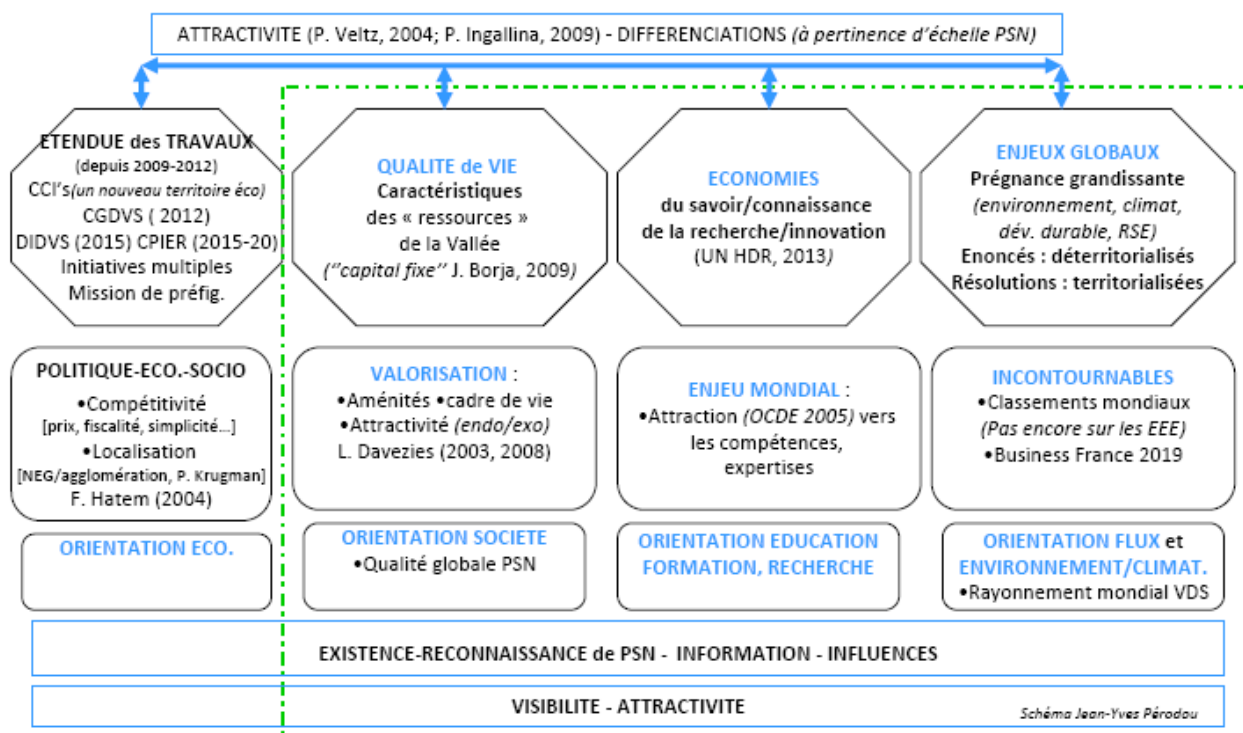 ATTRACTIVITE (P. Veltz, 2004; P. Ingallina, 2009) - DIFFERENCIATIONS (à pertinence d'échelle PSN)
ETENDUE des TRAVAUX
(depuis 2009-2012)
CCI's(un nouveau territoire éco)
CGDVS ( 2012)
DIDVS (2015) CPIER (2015-20)
Initiatives multiples
Mission de préfig.
QUALITE de VIE
Caractéristiques
des « ressources »
de la Vallée
(''capital fixe'' J. Borja, 2009)
ECONOMIES
du savoir/connaissance
de la recherche/innovation
(UN HDR, 2013)
ENJEUX GLOBAUX
Prégnance grandissante
(environnement, climat,
dév. durable, RSE)
Enoncés : déterritorialisés
Résolutions : territorialisées
POLITIQUE-ECO.-SOCIO
•Compétitivité
[prix, fiscalité, simplicité...]
•Localisation
[NEG/agglomération, P. Krugman]
F. Hatem (2004)
VALORISATION :
•Aménités •cadre de vie
•Attractivité (endo/exo)
L. Davezies (2003, 2008)
ENJEU MONDIAL :
•Attraction (OCDE 2005) vers
les compétences,
expertises
INCONTOURNABLES
•Classements mondiaux
(Pas encore sur les EEE)
•Business France 2019
ORIENTATION ECO.
ORIENTATION SOCIETE
•Qualité globale PSN
ORIENTATION EDUCATION
FORMATION, RECHERCHE
ORIENTATION FLUX et
ENVIRONNEMENT/CLIMAT.
•Rayonnement mondial VDS
EXISTENCE-RECONNAISSANCE de PSN - INFORMATION - INFLUENCES
VISIBILITE - ATTRACTIVITE
Schéma Jean-Yves Pérodou